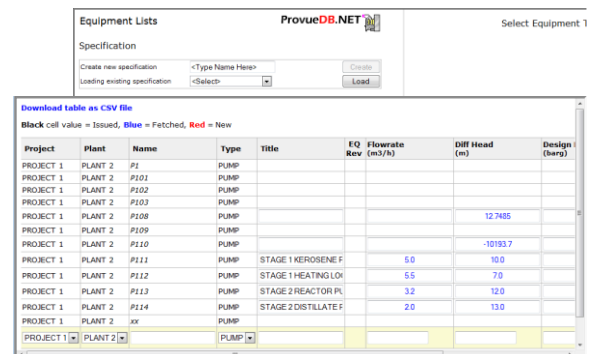 Equipment Lists
ProvueDB.NET
Select Equipment T
Specification
Create new specification <Type Name Here> Create
Loading existing specification <Select> Load
Download table as CSV file
Black cell value = Issued, Blue = Fetched, Red = New
Project Plant Name Type Title EQ Rev Flowrate (m3/h) Diff Head (m) Design (barg)
PROJECT 1 PLANT 2 P1 PUMP
PROJECT 1 PLANT 2 P101 PUMP
PROJECT 1 PLANT 2 P102 PUMP
PROJECT 1 PLANT 2 P103 PUMP
PROJECT 1 PLANT 2 P108 PUMP 12.7485
PROJECT 1 PLANT 2 P109 PUMP
PROJECT 1 PLANT 2 P110 PUMP -10193.7
PROJECT 1 PLANT 2 P111 PUMP STAGE 1 KEROSENE F 5.0 10.0
PROJECT 1 PLANT 2 P112 PUMP STAGE 1 HEATING LO 5.5 7.0
PROJECT 1 PLANT 2 P113 PUMP STAGE 2 REACTOR PU 3.2 12.0
PROJECT 1 PLANT 2 P114 PUMP STAGE 2 DISTILLATE F 2.0 13.0
PROJECT 1 PLANT 2 xx PUMP
PROJECT 1 PLANT 2 PUMP